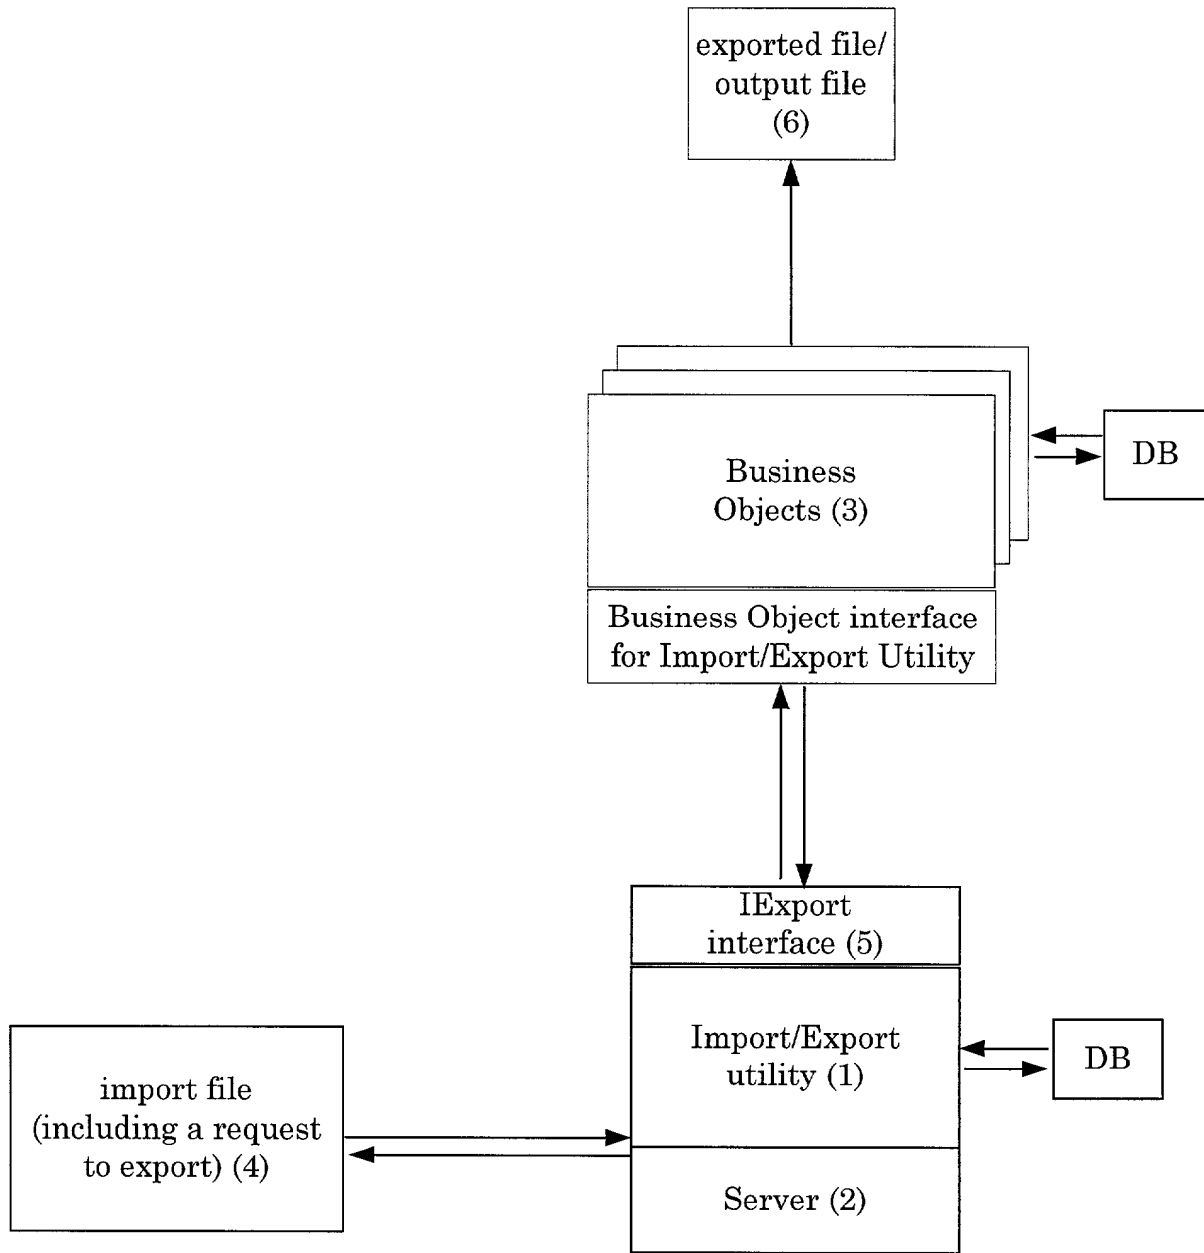 exported file/
output file
(6)
Business
Objects (3)
DB
Business Object interface
for Import/Export Utility
IExport
interface (5)
Import/Export
utility (1)
DB
import file
(including a request
to export) (4)
Server (2)